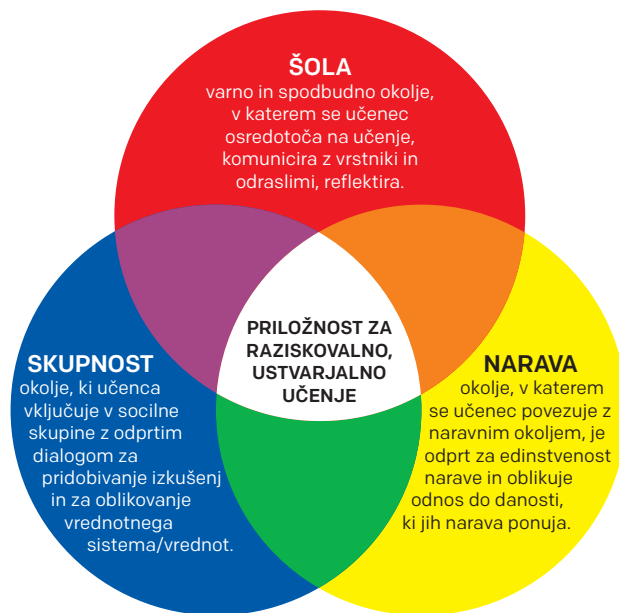 ŠOLA
varno in spodbudno okolje,
v katerem se učenec
osredotoča na učenje,
komunicira z vrstniki in
odraslimi, reflektira.
PRILOŽNOST ZA
RAZISKOVALNO,
USTVARJALNO
UČENJE
SKUPNOST
okolje, ki učenca
vključuje v socilne
skupine z odprtim
dialogom za
pridobivanje izkušenj
in za oblikovanje
vrednotnega
sistema/vrednot.
NARAVA
okolje, v katerem
se učenec povezuje z
naravnim okoljem, je
odprt za edinstvenost
narave in oblikuje
odnos do danosti,
ki jih narava ponuja.